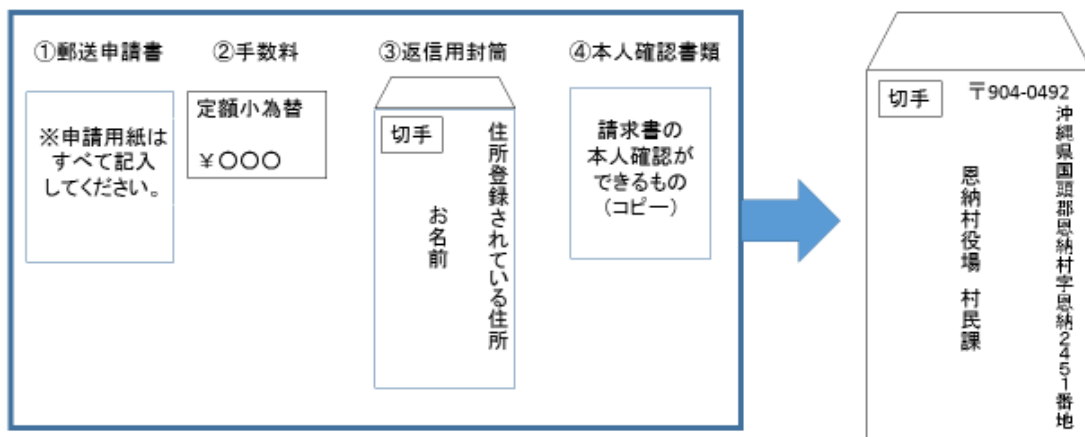 ①郵送申請書
※申請用紙は
すべて記入
してください。
②手数料
定額小為替
￥〇〇〇
③返信用封筒
切手
住所登録されている住所
お名前
④本人確認書類
請求書の
本人確認が
できるもの
(コピー)
切手
〒904-0492
沖縄県国頭郡恩納村字恩納2451番地
恩納村役場 村民課